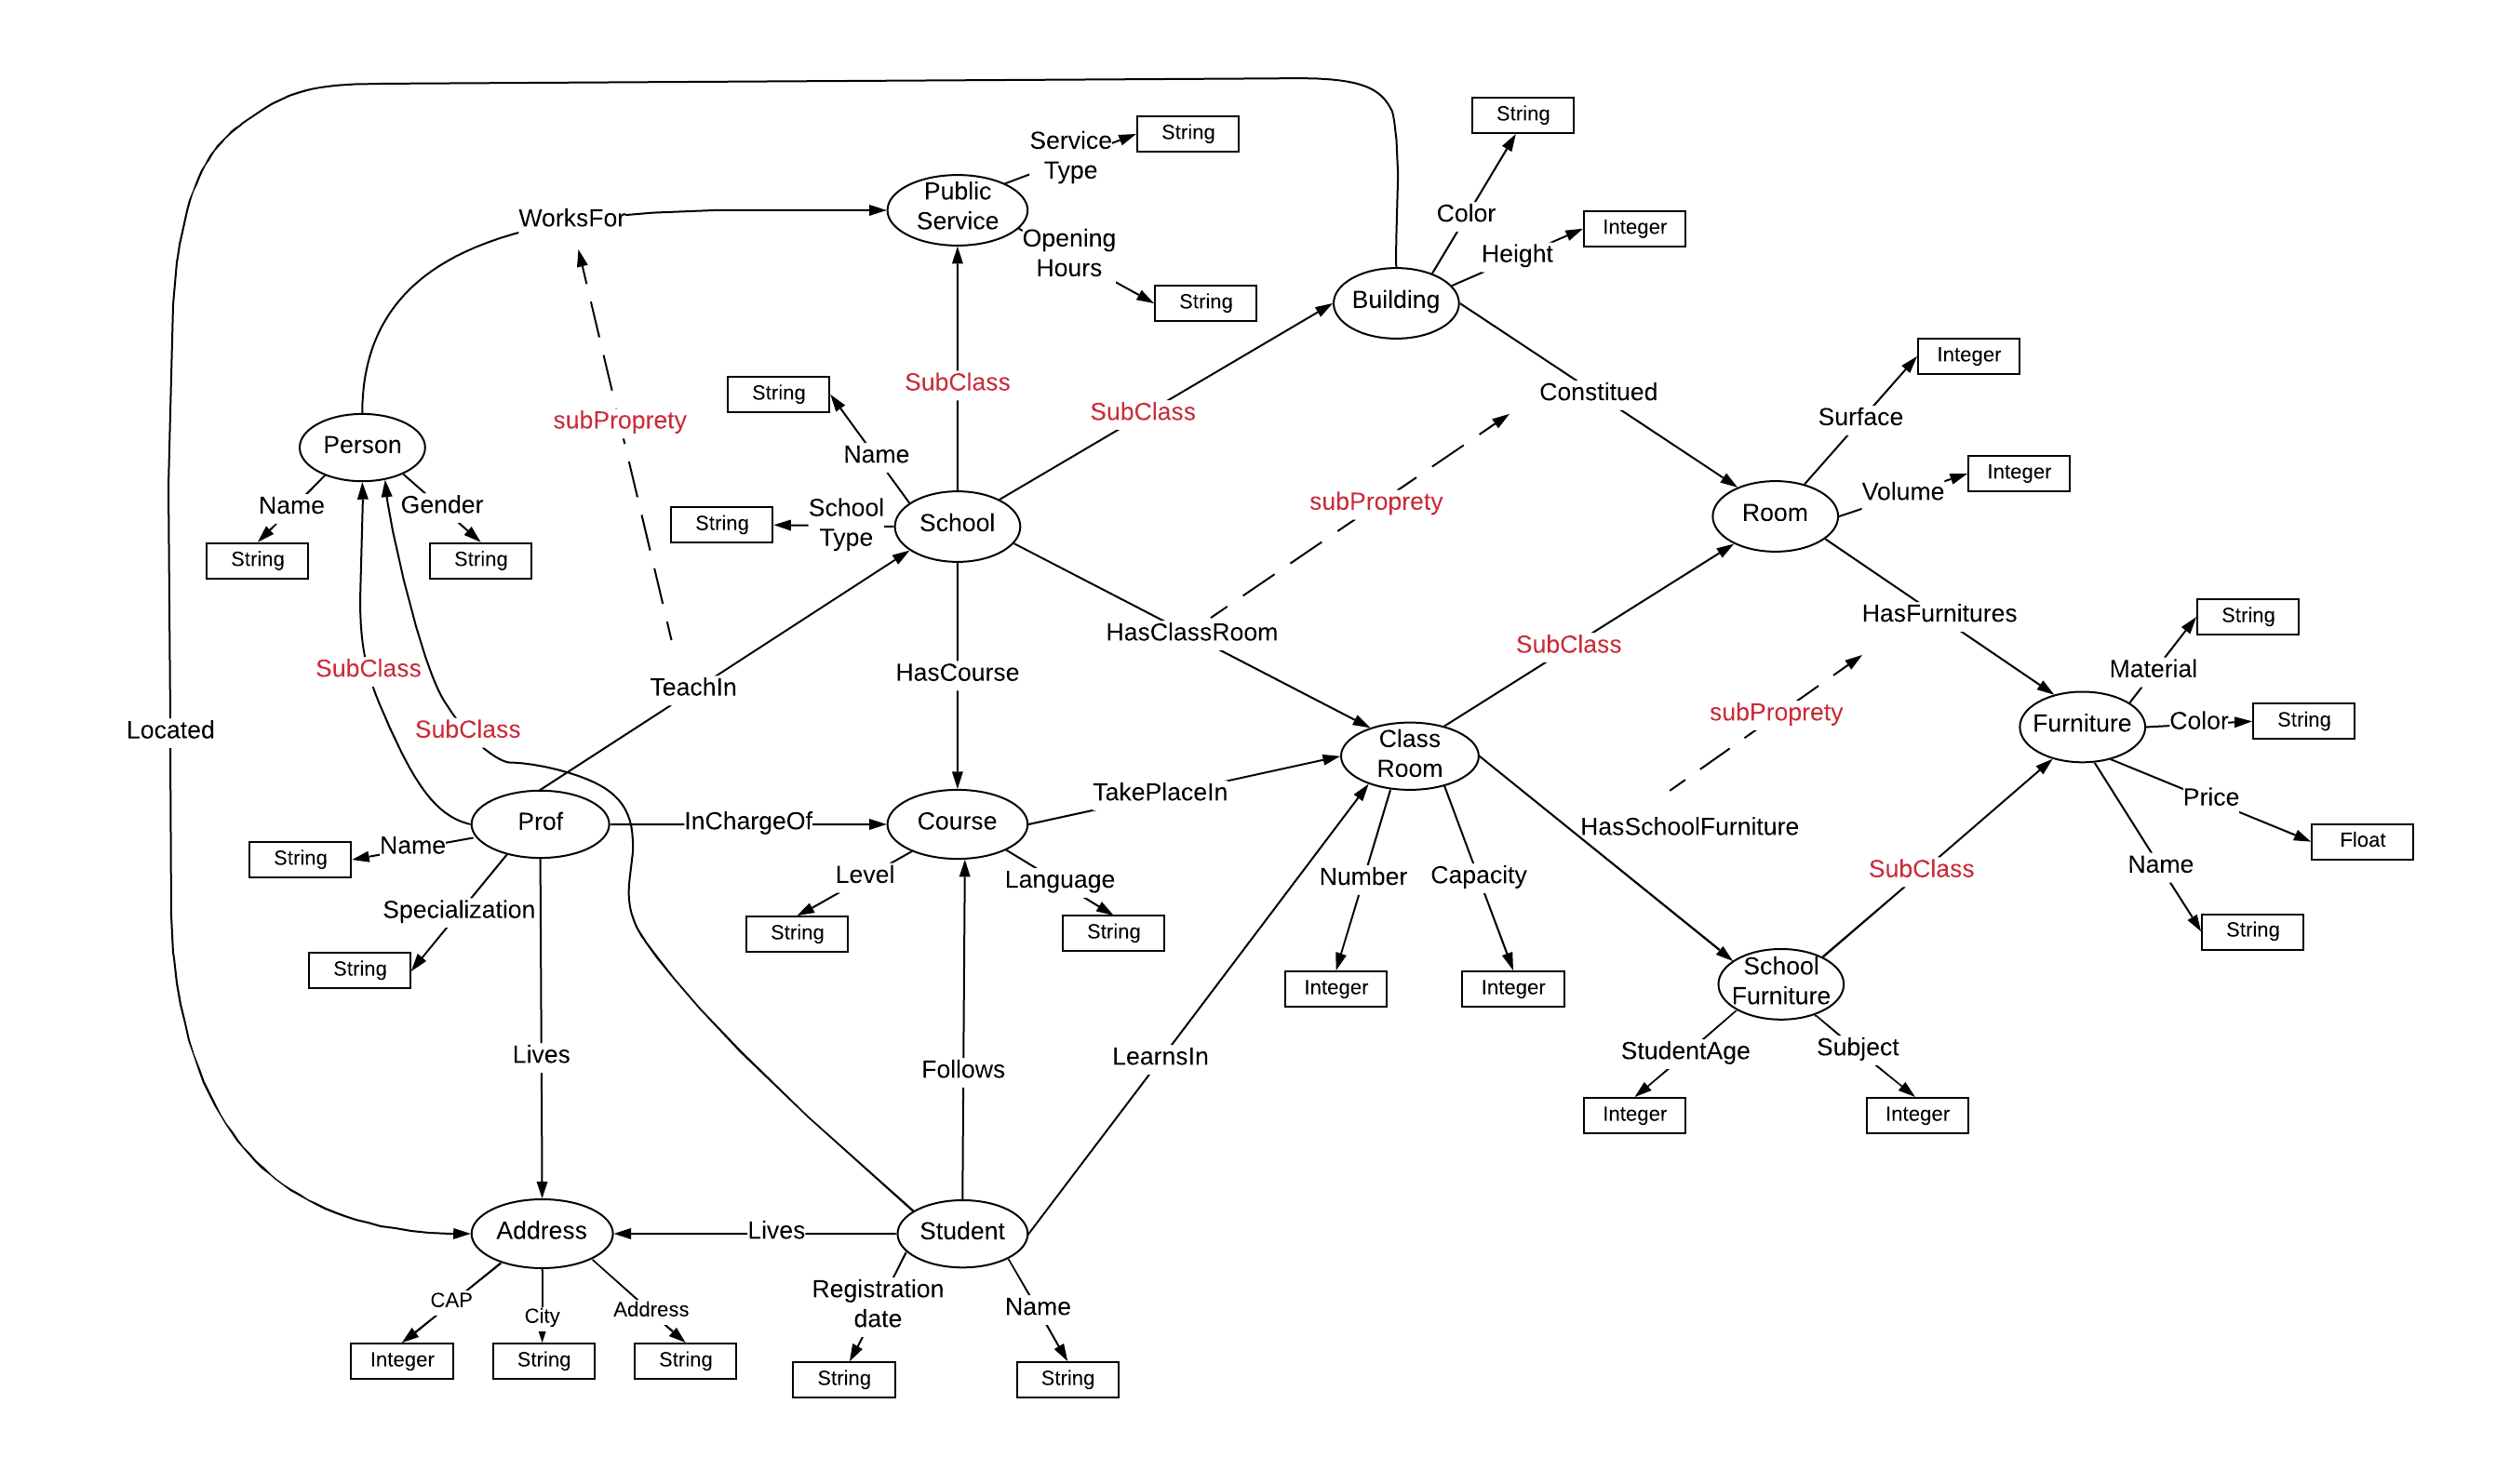 String
Service
Type
String
Public
Service
WorksFor
Color
Integer
Opening
Hours
Height
String
Building
Integer
String
SubClass
Constitued
SubClass
Surface
subProprety
Person
Name
Integer
Volume
Name
Gender
School
Type
String
School
subProprety
Room
String
String
HasClassRoom
HasFurnitures
String
SubClass
SubClass
HasCourse
Material
TeachIn
subProprety
Located
SubClass
Furniture
Color
String
Class
Room
TakePlaceIn
Price
Prof
InChargeOf
Course
HasSchoolFurniture
Float
Name
String
Level
Language
Number
Capacity
SubClass
Name
Specialization
String
String
String
String
Integer
Integer
School
Furniture
Lives
Follows
LearnsIn
StudentAge
Subject
Integer
Integer
Address
Lives
Student
CAP
City
Address
Registration
date
Name
Integer
String
String
String
String